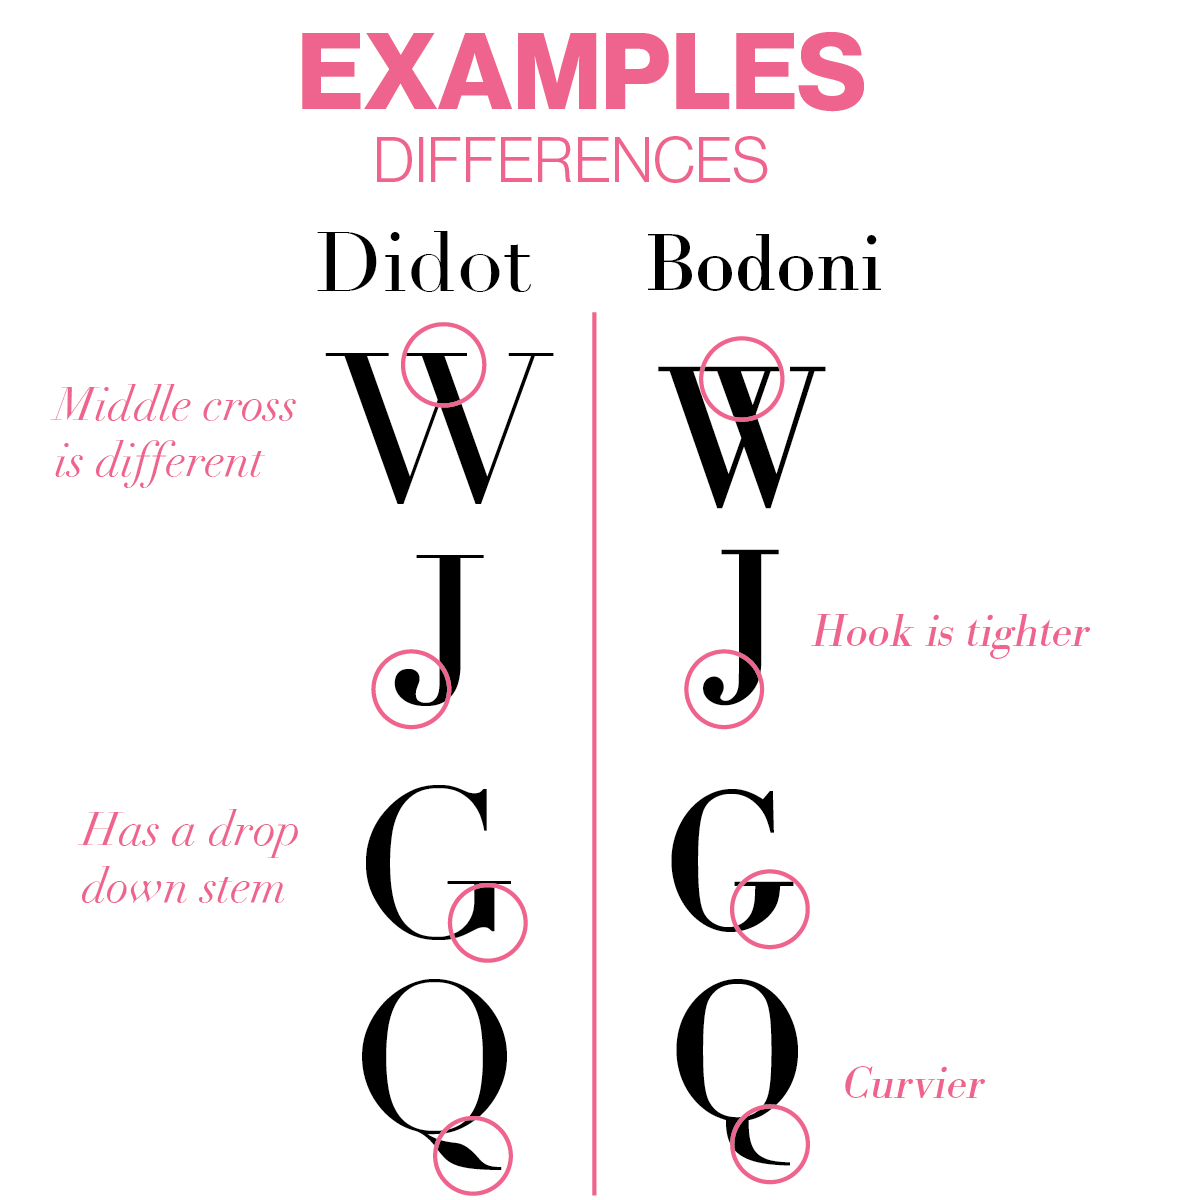 EXAMPLES
DIFFERENCES
Didot
Bodoni
Middle cross
is different
W
W
J
J
Hook is tighter
Has a drop
down stem
G
G
Q
Q
Curvier